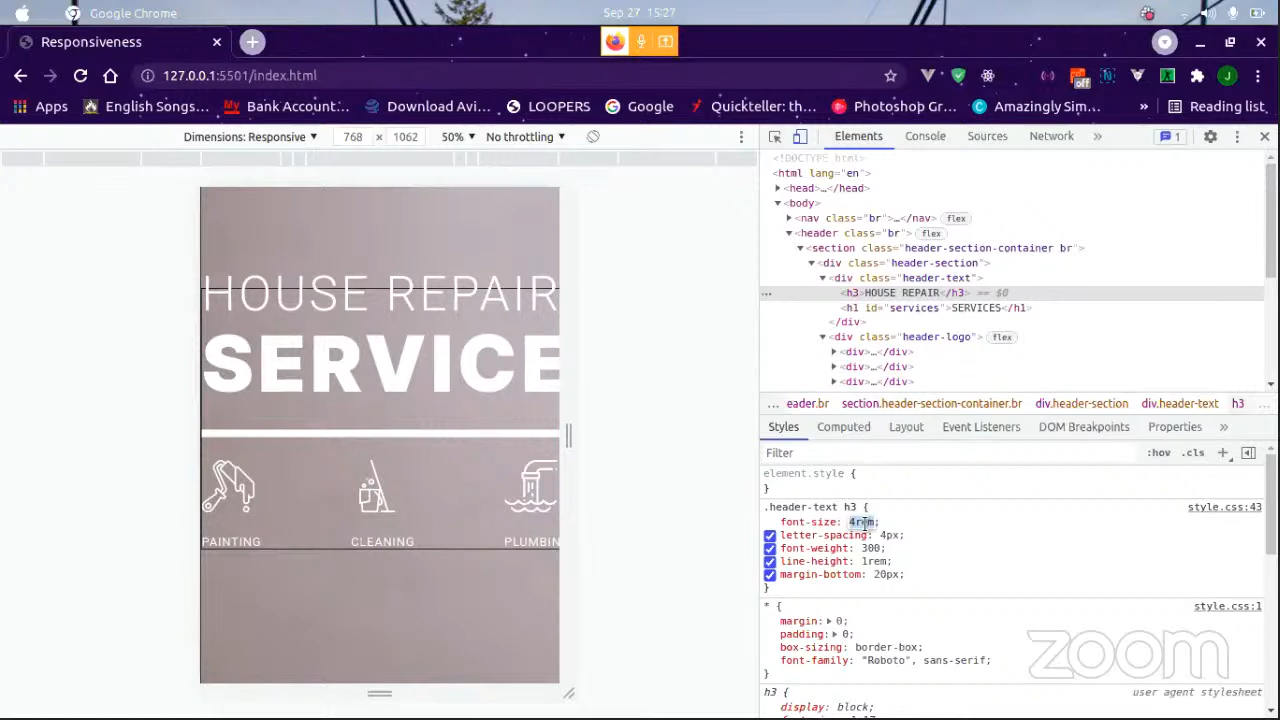 Google Chrome
Sep 27 15:27
Responsiveness
127.0.0.1:5501/index.html
off
J
Apps
English Songs...
My Bank Account...
Download Avi...
LOOPERS
Google
Quickteller: th...
Photoshop Gr...
C Amazingly Sim...
»
Reading list
Dimensions: Responsive
768 × 1062
50%
No throttling
Elements
Console
Sources
Network
»
1
<!DOCTYPE html>
<html lang="en">
<head>…</head>
<body>
<nav class="br">…</nav> flex
<header class="br"> flex
<section class="header-section-container br">
<div class="header-section">
<div class="header-text">
… <h3>HOUSE REPAIR</h3> == $0
<h1 id="services">SERVICES</h1>
</div>
<div class="header-logo"> flex
<div>…</div>
<div>…</div>
<div>…</div>
… eader.br section.header-section-container.br div.header-section div.header-text h3 …
Styles
Computed
Layout
Event Listeners
DOM Breakpoints
Properties
»
Filter
:hov .cls +
element.style {
}
.header-text h3 {
style.css:43
font-size: 4rem;
letter-spacing: 4px;
font-weight: 300;
line-height: 1rem;
margin-bottom: 20px;
}
* {
style.css:1
margin: 0;
padding: 0;
box-sizing: border-box;
font-family: "Roboto", sans-serif;
}
h3 {
user agent stylesheet
display: block;
HOUSE REPAIR
SERVICE
PAINTING
CLEANING
PLUMBIN
zoom